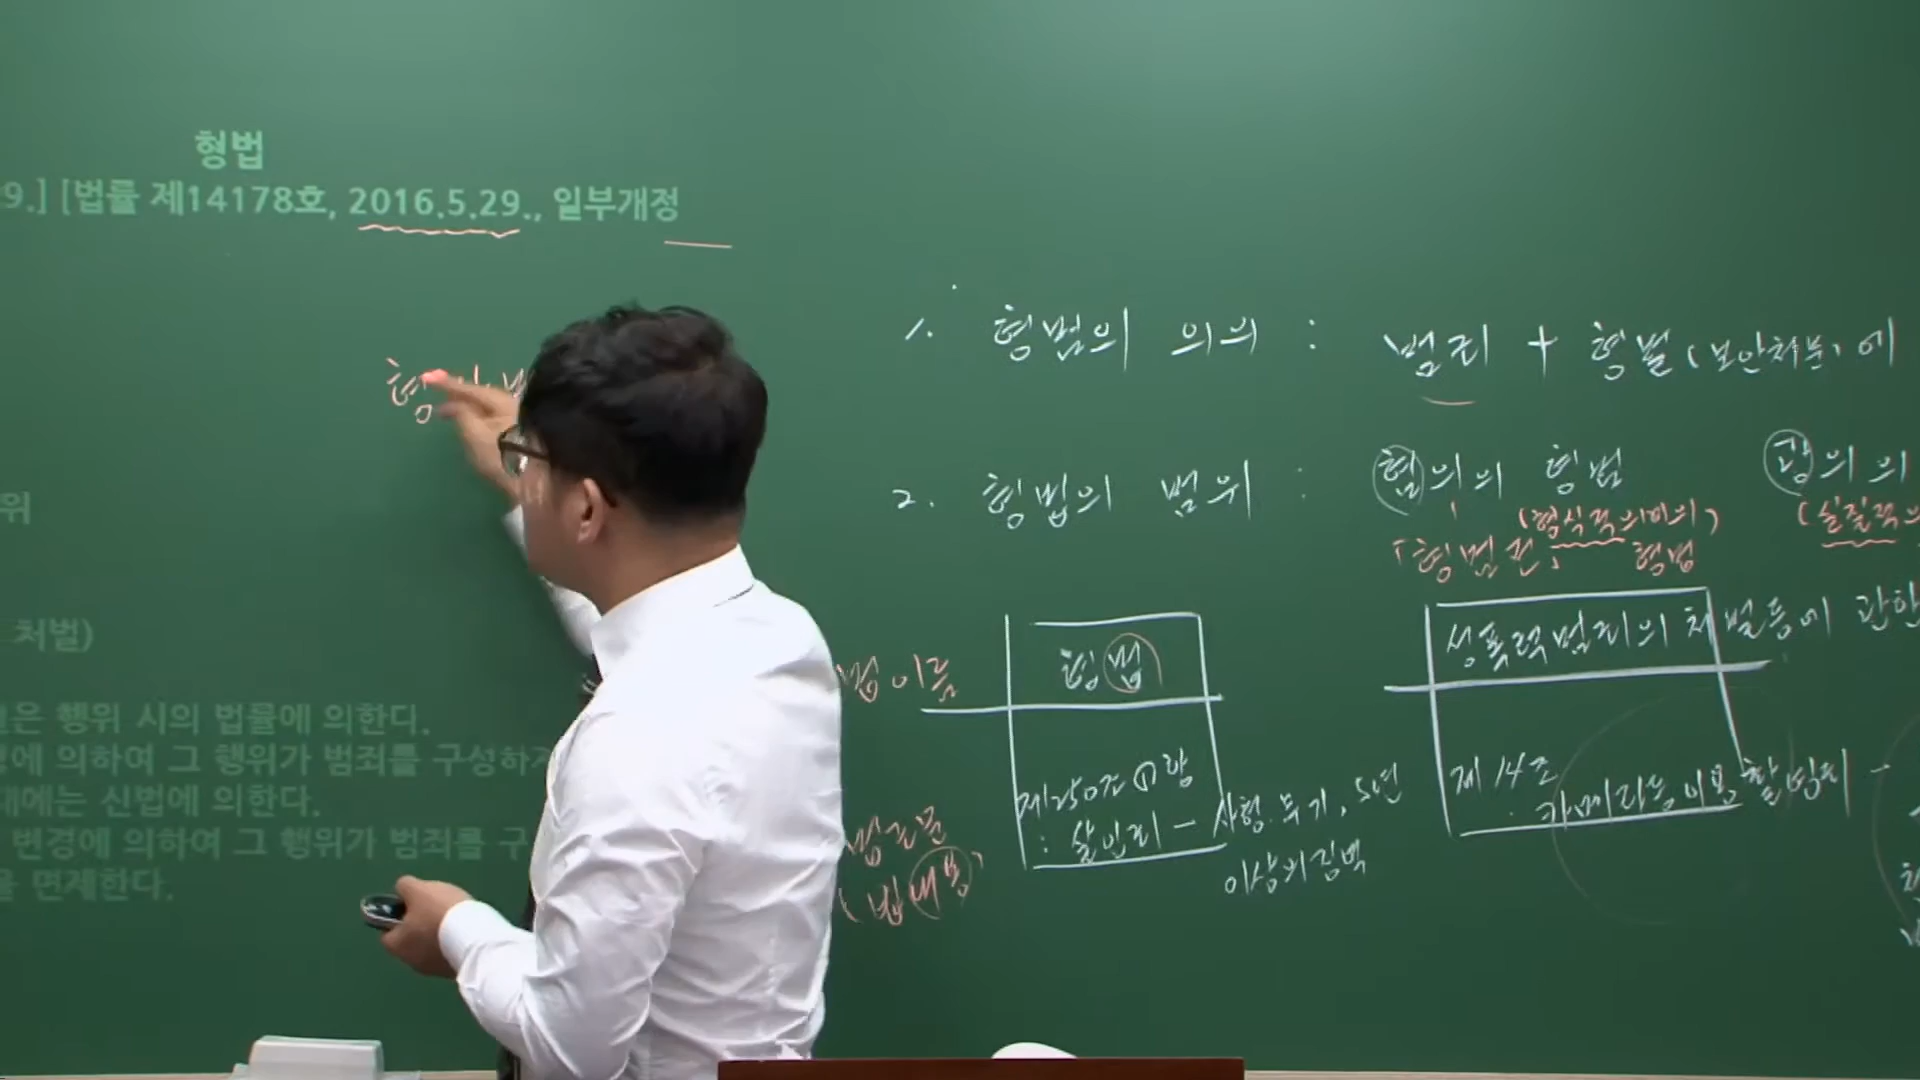 형법
9.] [법률 제14178호, 2016.5.29., 일부개정
형
위
처벌)
은 행위 시의 법률에 의한다.
에 의하여 그 행위가 범죄를 구성하지
에는 신법에 의한다.
변경에 의하여 그 행위가 범죄를 구
을 면제한다.
1. 형법의 의의 : 범죄 + 형벌(보안처분)에
2. 형법의 범위 : 협의의 형법 광의의
(형식적의미의) (실질적의
「형법전」 형법
법이름 형법 성폭력범죄의 처벌등에 관한
제250조①항 제14조
: 살인죄 - 사형.무기, 5년 : 카메라등이용촬영죄 -
이상의징역
법조문
(법내용)